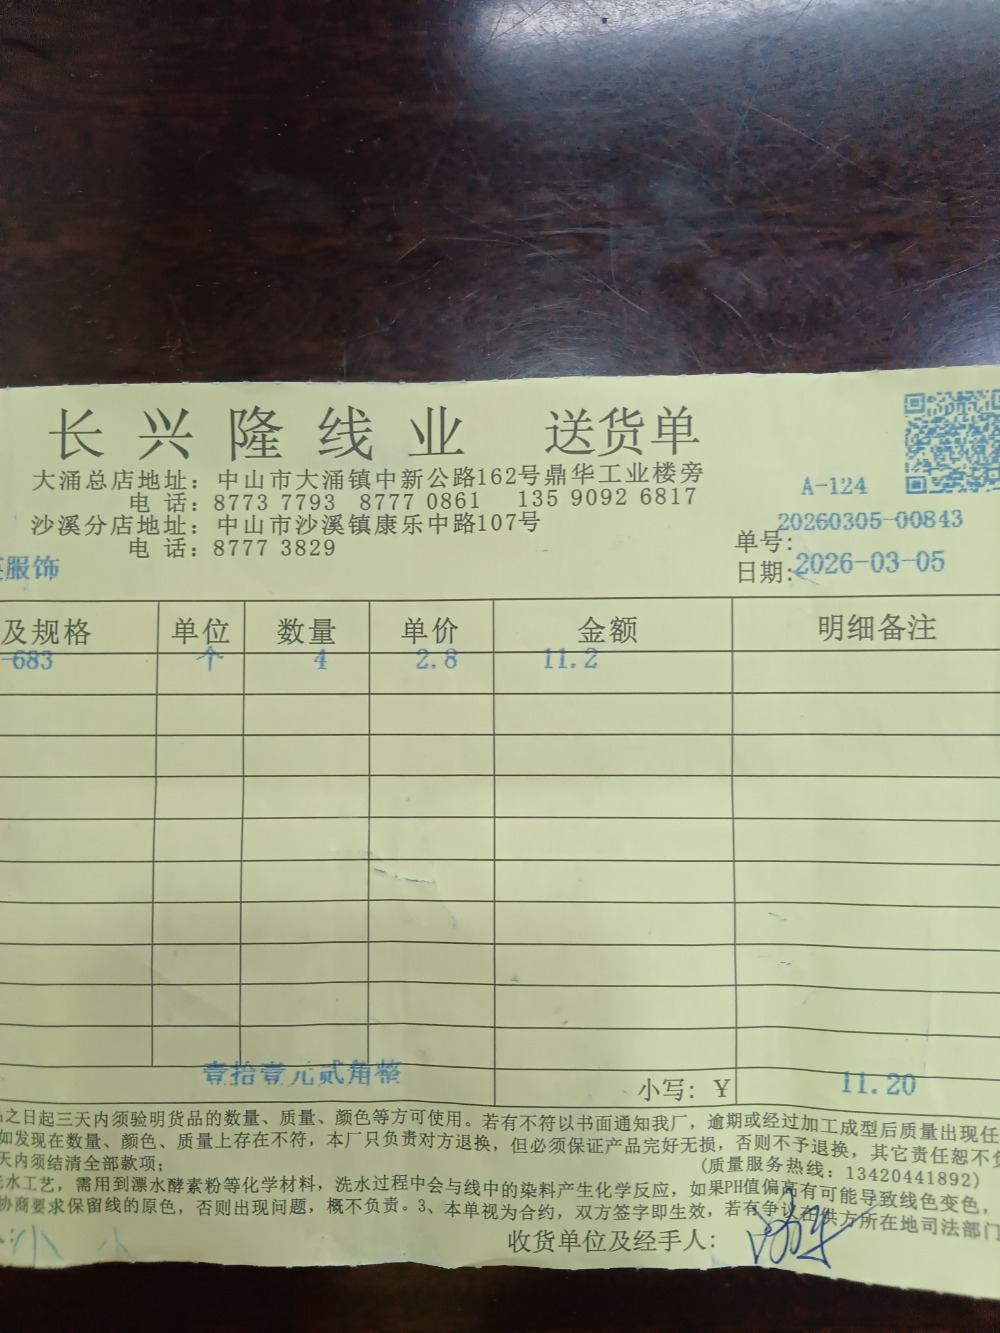 长兴隆线业 送货单
大涌总店地址：中山市大涌镇中新公路162号鼎华工业楼旁
电 话：8773 7793 8777 0861 135 9092 6817
A-124
沙溪分店地址：中山市沙溪镇康乐中路107号
20260305-00843
单号：
电 话：8777 3829
服饰
日期：2026-03-05
及规格 单位 数量 单价 金额 明细备注
-683 个 4 2.8 11.2
壹拾壹元贰角整
小写：￥ 11.20
之日起三天内须验明货品的数量、质量、颜色等方可使用。若有不符以书面通知我厂，逾期或经过加工成型后质量出现任
如发现在数量、颜色、质量上存在不符，本厂只负责对方退换，但必须保证产品完好无损，否则不予退换，其它责任恕不
天内须结清全部款项；
(质量服务热线：13420441892)
水工艺，需用到漂水酵素粉等化学材料，洗水过程中会与线中的染料产生化学反应，如果PH值偏高有可能导致线色变色，
协商要求保留线的原色，否则出现问题，概不负责。3、本单视为合约，双方签字即生效，若有争议在供方所在地司法部门
收货单位及经手人：